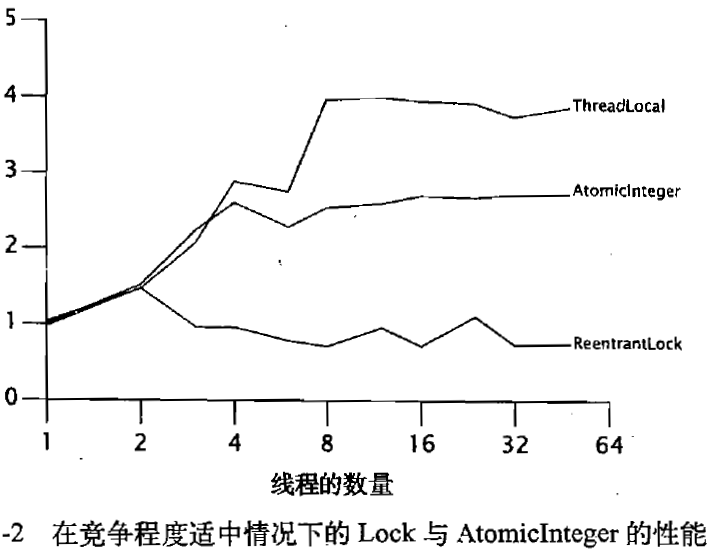 5
4
ThreadLocal
3
AtomicInteger
2
1
ReentrantLock
0
1 2 4 8 16 32 64
线程的数量
-2 在竞争程度适中情况下的 Lock 与 AtomicInteger 的性能